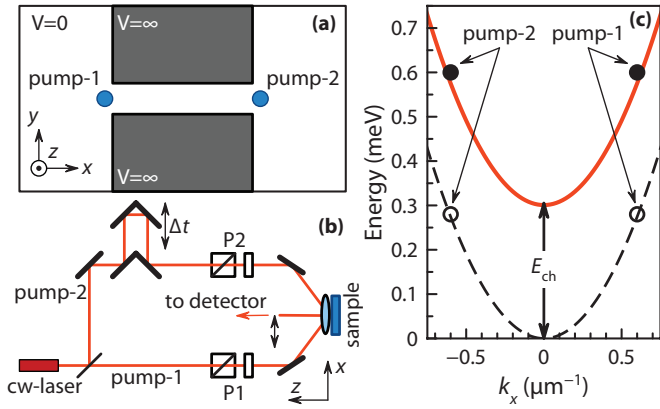 V=0
V=∞
(a)
pump-1
pump-2
y
z
x
V=∞
Δt
(b)
P2
pump-2
to detector
sample
cw-laser
pump-1
P1
z
x
(c)
pump-2
pump-1
Energy (meV)
0.7
0.6
0.5
0.4
0.3
0.2
0.1
0
E_ch
−0.5
0
0.5
k_x (μm⁻¹)